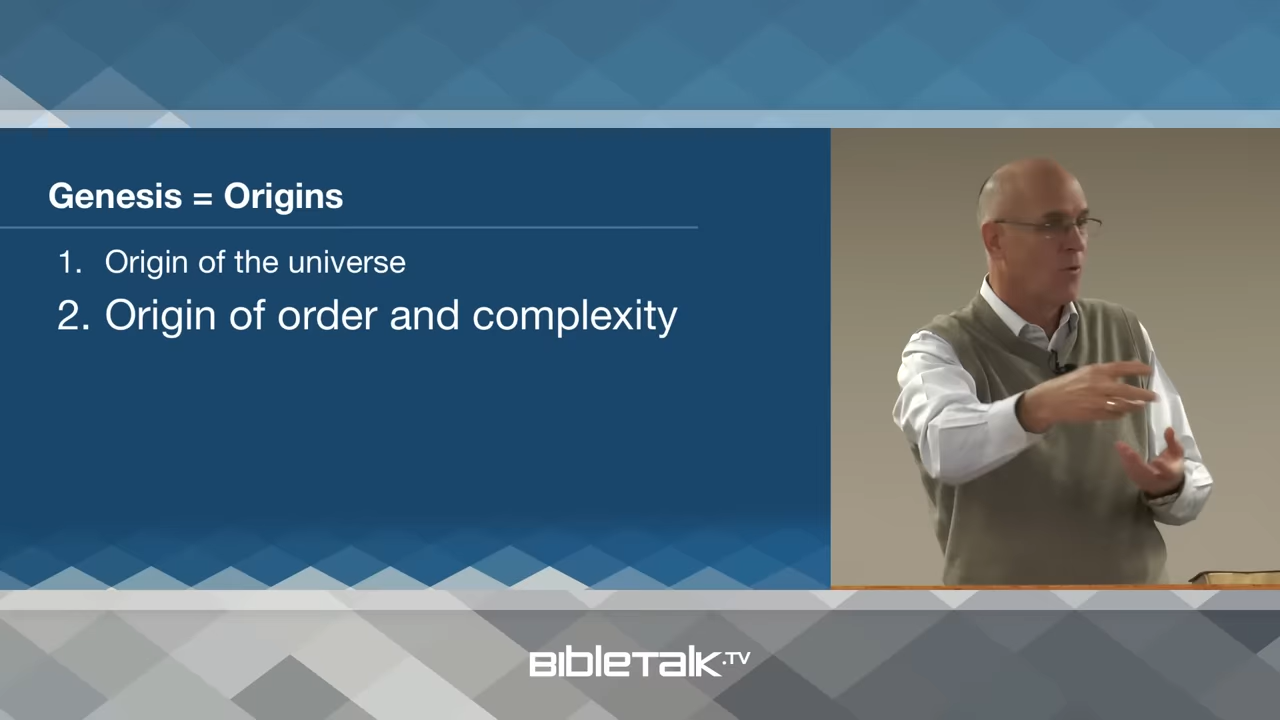 Genesis = Origins
1. Origin of the universe
2. Origin of order and complexity
BIBLETALK.TV